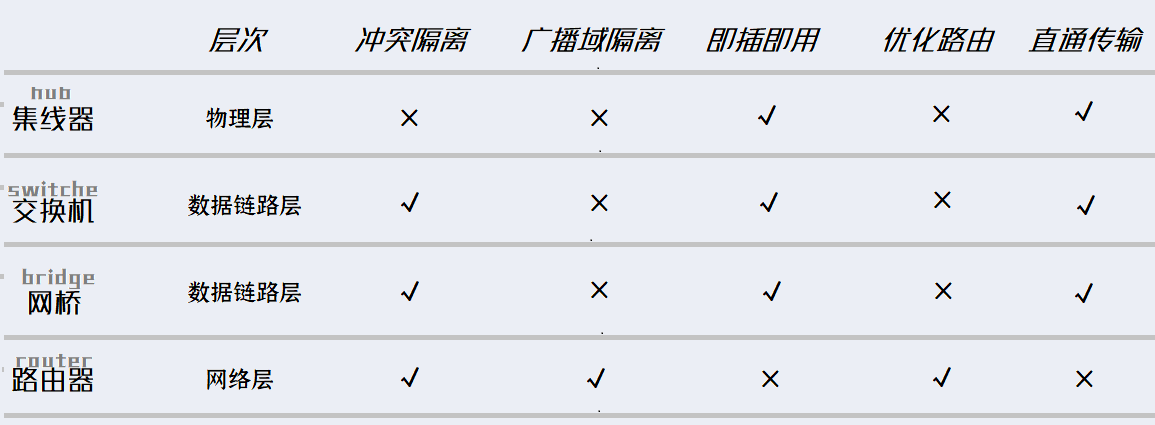 层次 冲突隔离 广播域隔离 即插即用 优化路由 直通传输
hub
集线器 物理层 × × √ × √
switche
交换机 数据链路层 √ × √ × √
bridge
网桥 数据链路层 √ × √ × √
router
路由器 网络层 √ √ × √ ×